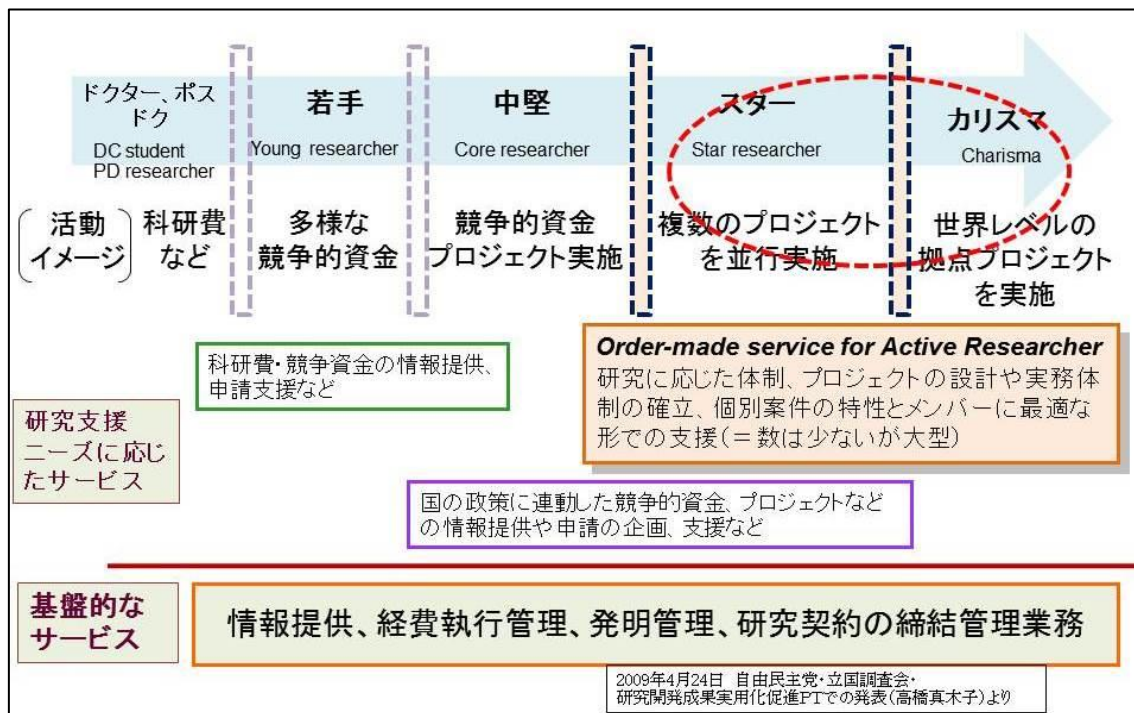 ドクター、ポス
ドク
DC student
PD researcher
若手
Young researcher
中堅
Core researcher
スター
Star researcher
カリスマ
Charisma
活動
イメージ
科研費
など
多様な
競争的資金
競争的資金
プロジェクト実施
複数のプロジェクト
を並行実施
世界レベルの
拠点プロジェクト
を実施
科研費・競争資金の情報提供、
申請支援など
Order-made service for Active Researcher
研究に応じた体制、プロジェクトの設計や実務体
制の確立、個別案件の特性とメンバーに最適な
形での支援(=数は少ないが大型)
研究支援
ニーズに応じ
たサービス
国の政策に連動した競争的資金、プロジェクトなど
の情報提供や申請の企画、支援など
基盤的な
サービス
情報提供、経費執行管理、発明管理、研究契約の締結管理業務
2009年4月24日 自由民主党・立国調査会・
研究開発成果実用化促進PTでの発表(高橋真木子)より